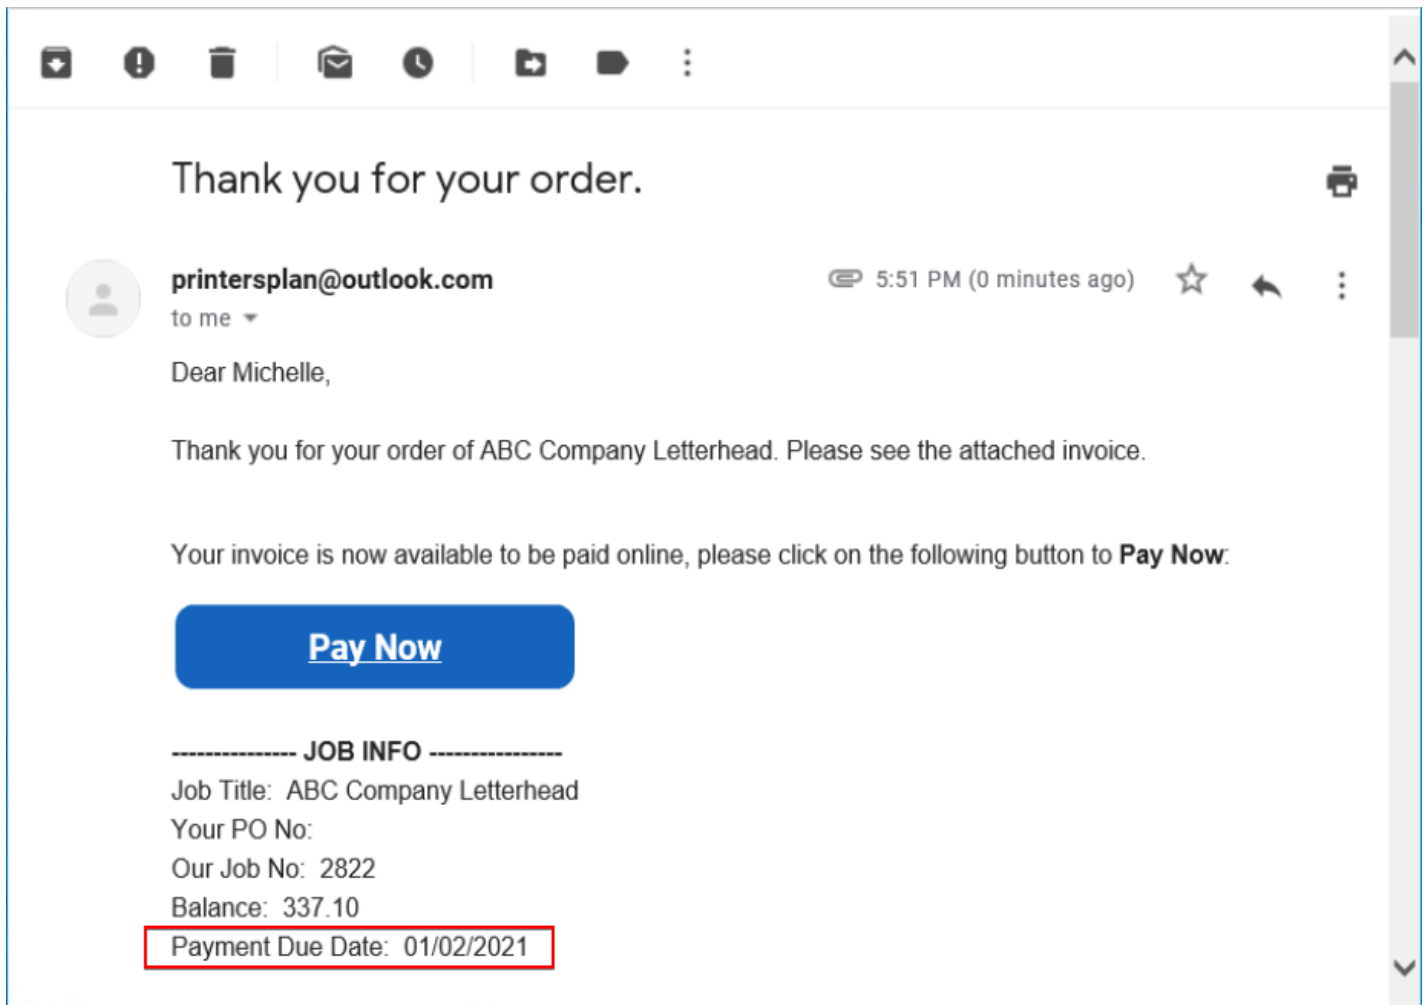 Thank you for your order.
printersplan@outlook.com
5:51 PM (0 minutes ago)
to me
Dear Michelle,
Thank you for your order of ABC Company Letterhead. Please see the attached invoice.
Your invoice is now available to be paid online, please click on the following button to Pay Now:
Pay Now
--------------- JOB INFO ----------------
Job Title:  ABC Company Letterhead
Your PO No:
Our Job No:  2822
Balance:  337.10
Payment Due Date:  01/02/2021